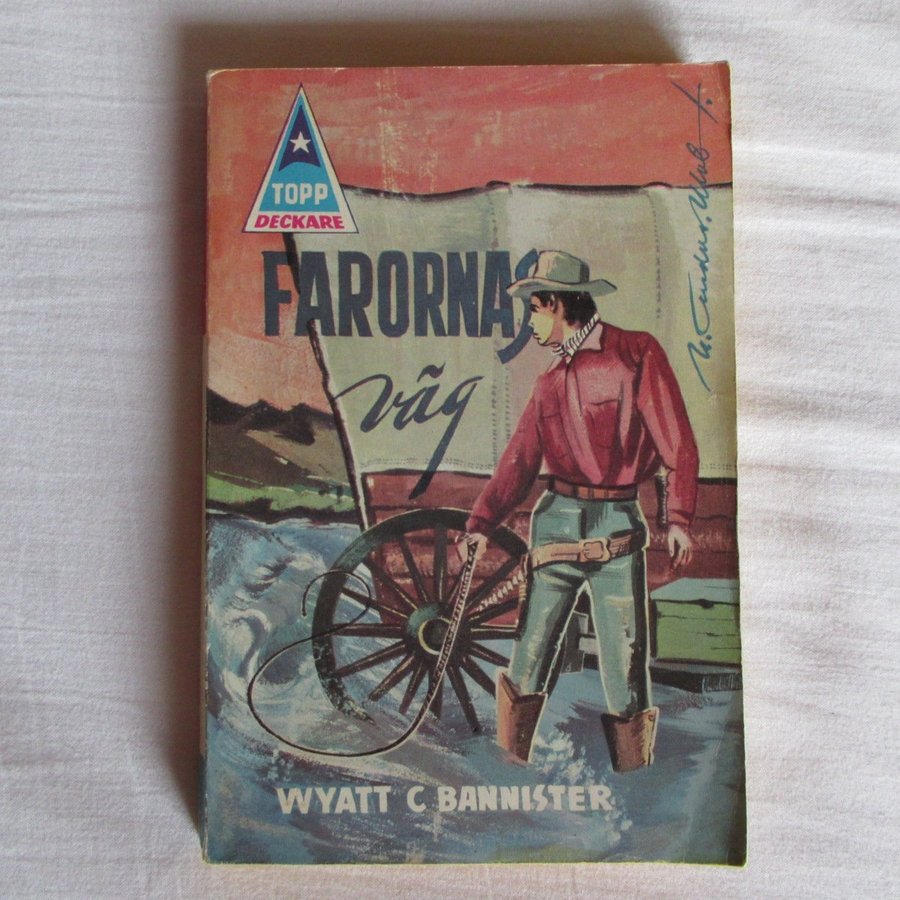 TOPP
DECKARE
FARORNAS
väg
WYATT C BANNISTER